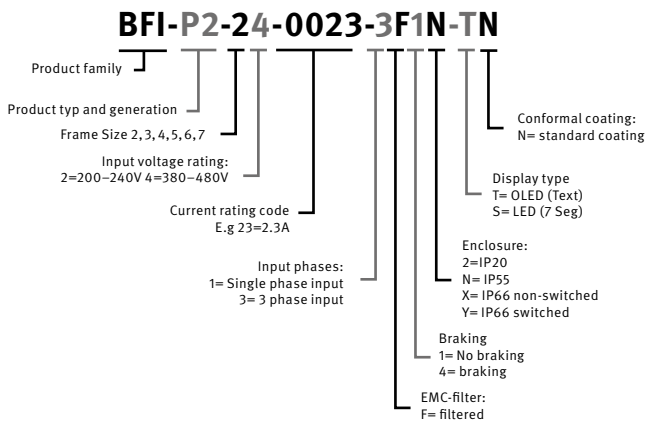 BFI-P2-24-0023-3F1N-TN
Product family
Product typ and generation
Frame Size 2,3,4,5,6,7
Input voltage rating:
2=200–240V 4=380–480V
Current rating code
E.g 23=2.3A
Input phases:
1= Single phase input
3= 3 phase input
Conformal coating:
N= standard coating
Display type
T= OLED (Text)
S= LED (7 Seg)
Enclosure:
2=IP20
N= IP55
X= IP66 non-switched
Y= IP66 switched
Braking
1= No braking
4= braking
EMC-filter:
F= filtered